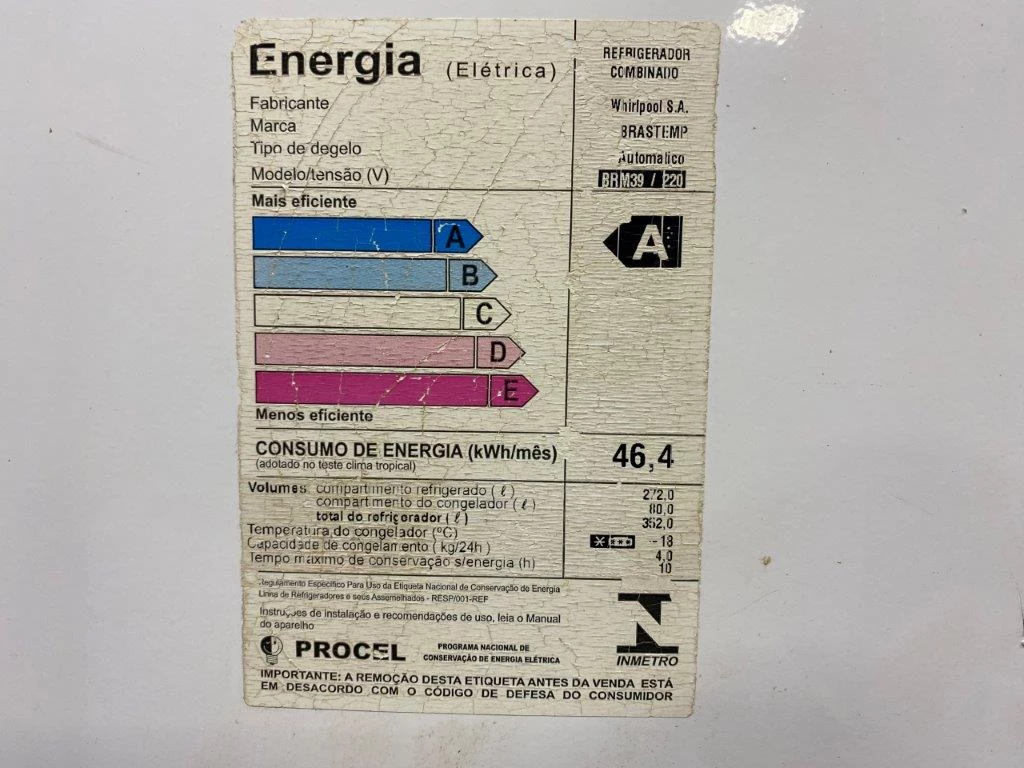 Energia (Elétrica) REFRIGERADOR COMBINADO
Fabricante Whirlpool S.A.
Marca BRASTEMP
Tipo de degelo Automatico
Modelo/tensão (V) BRM39 / 220
Mais eficiente
A A
B
C
D
E
Menos eficiente
CONSUMO DE ENERGIA (kWh/mês) 46,4
(adotado no teste clima tropical)
Volumes compartimento refrigerado ( ℓ ) 272,0
compartimento do congelador ( ℓ ) 80,0
total do refrigerador ( ℓ ) 352,0
Temperatura do congelador (ºC) -18
Capacidade de congelamento ( kg/24h ) 4,0
Tempo máximo de conservação s/energia (h) 10
Regulamento Específico Para Uso da Etiqueta Nacional de Conservação do Energia
Linha de Refrigeradores e seus Assemelhados - RESP/001-REF
Instruções de instalação e recomendações de uso, leia o Manual
do aparelho
PROCEL PROGRAMA NACIONAL DE
CONSERVAÇÃO DE ENERGIA ELÉTRICA
INMETRO
IMPORTANTE: A REMOÇÃO DESTA ETIQUETA ANTES DA VENDA ESTÁ
EM DESACORDO COM O CÓDIGO DE DEFESA DO CONSUMIDOR